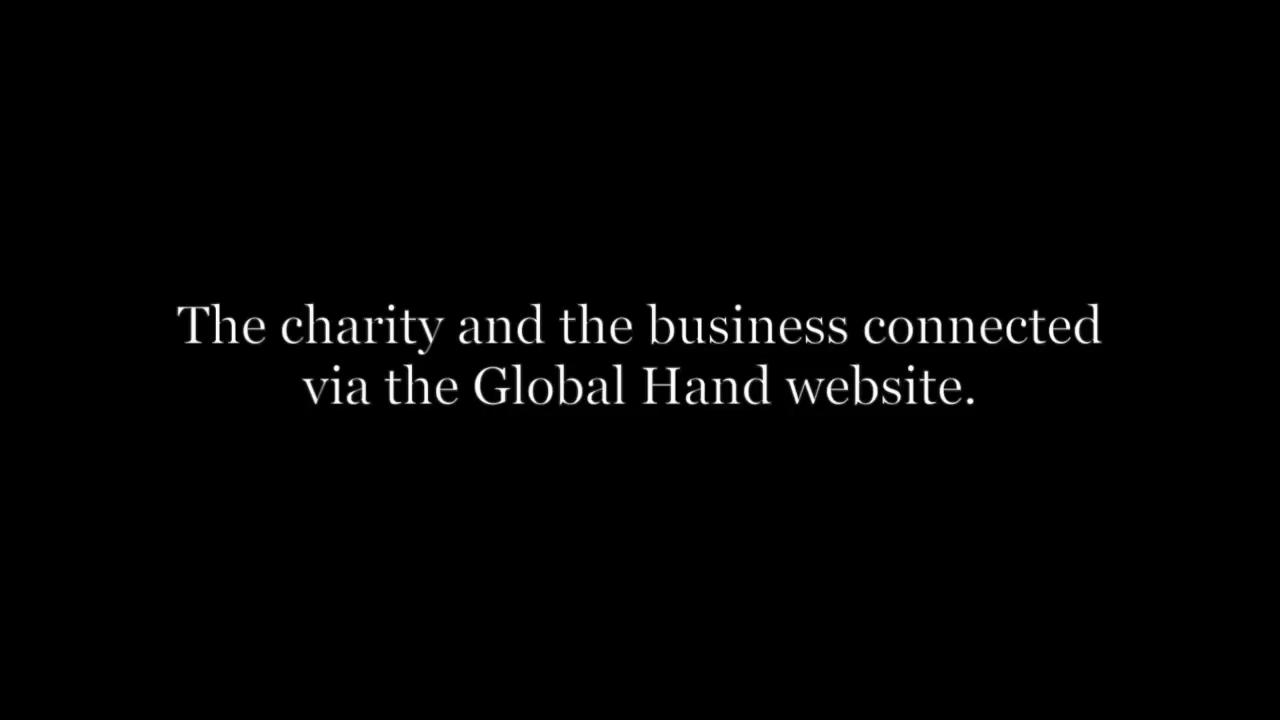 The charity and the business connected
via the Global Hand website.